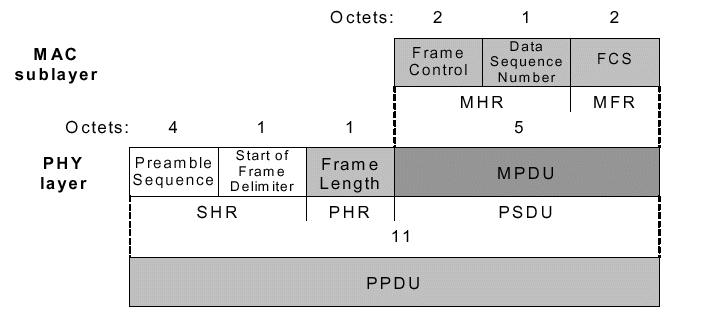 Octets: 2 1 2
MAC
sublayer
Frame
Control
Data
Sequence
Number
FCS
MHR MFR
Octets: 4 1 1 5
PHY
layer
Preamble
Sequence
Start of
Frame
Delimiter
Frame
Length
MPDU
SHR PHR PSDU
11
PPDU